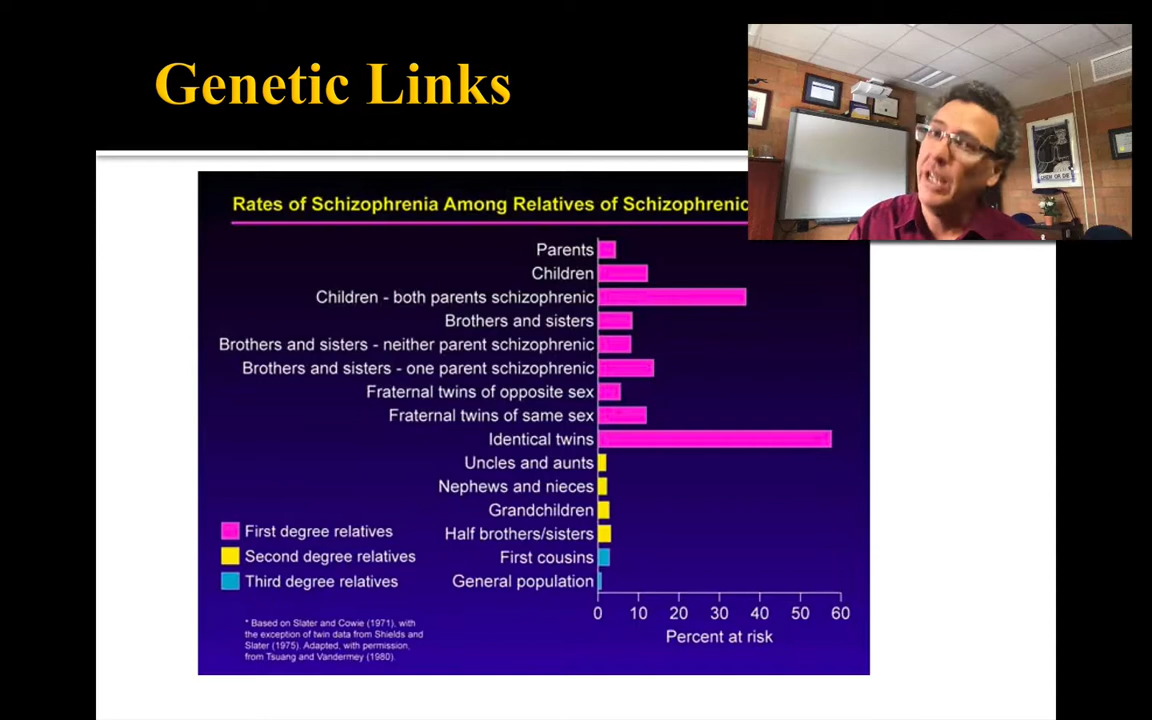 Genetic Links
Rates of Schizophrenia Among Relatives of Schizophrenic
Parents
Children
Children - both parents schizophrenic
Brothers and sisters
Brothers and sisters - neither parent schizophrenic
Brothers and sisters - one parent schizophrenic
Fraternal twins of opposite sex
Fraternal twins of same sex
Identical twins
Uncles and aunts
Nephews and nieces
Grandchildren
Half brothers/sisters
First cousins
General population
First degree relatives
Second degree relatives
Third degree relatives
0 10 20 30 40 50 60
Percent at risk
* Based on Slater and Cowie (1971), with
the exception of twin data from Shields and
Slater (1975). Adapted, with permission,
from Tsuang and Vandermey (1980).